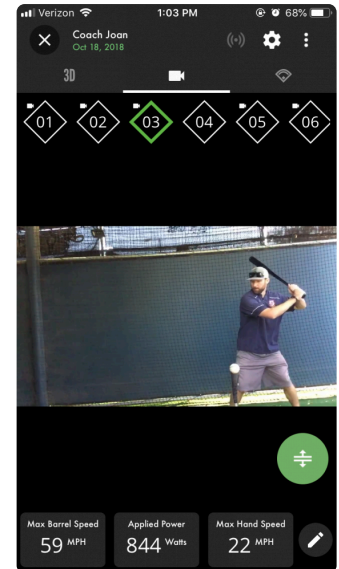 Verizon 1:03 PM 68%
Coach Joan
Oct 18, 2018
3D
01 02 03 04 05 06
Max Barrel Speed Applied Power Max Hand Speed
59 MPH 844 Watts 22 MPH